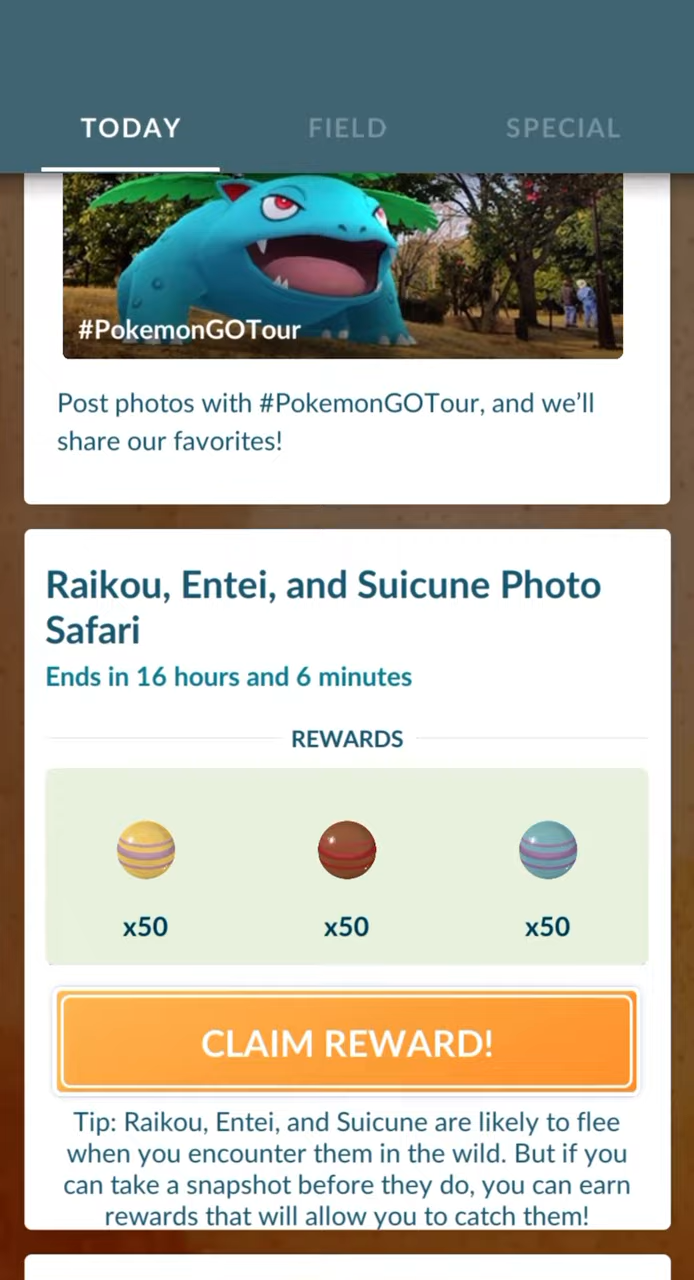 TODAY FIELD SPECIAL
#PokemonGOTour
Post photos with #PokemonGOTour, and we’ll
share our favorites!
Raikou, Entei, and Suicune Photo
Safari
Ends in 16 hours and 6 minutes
REWARDS
x50 x50 x50
CLAIM REWARD!
Tip: Raikou, Entei, and Suicune are likely to flee
when you encounter them in the wild. But if you
can take a snapshot before they do, you can earn
rewards that will allow you to catch them!